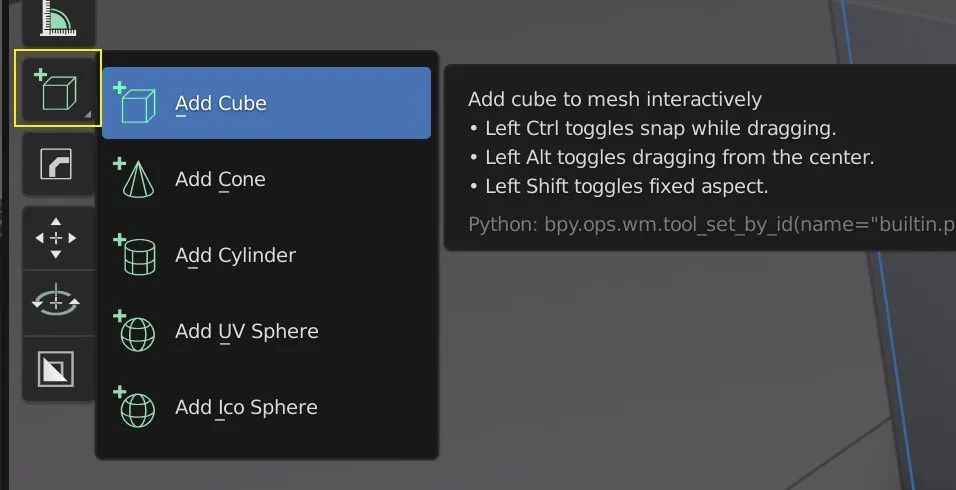 Add Cube
Add Cone
Add Cylinder
Add UV Sphere
Add Ico Sphere
Add cube to mesh interactively
• Left Ctrl toggles snap while dragging.
• Left Alt toggles dragging from the center.
• Left Shift toggles fixed aspect.
Python: bpy.ops.wm.tool_set_by_id(name="builtin.p